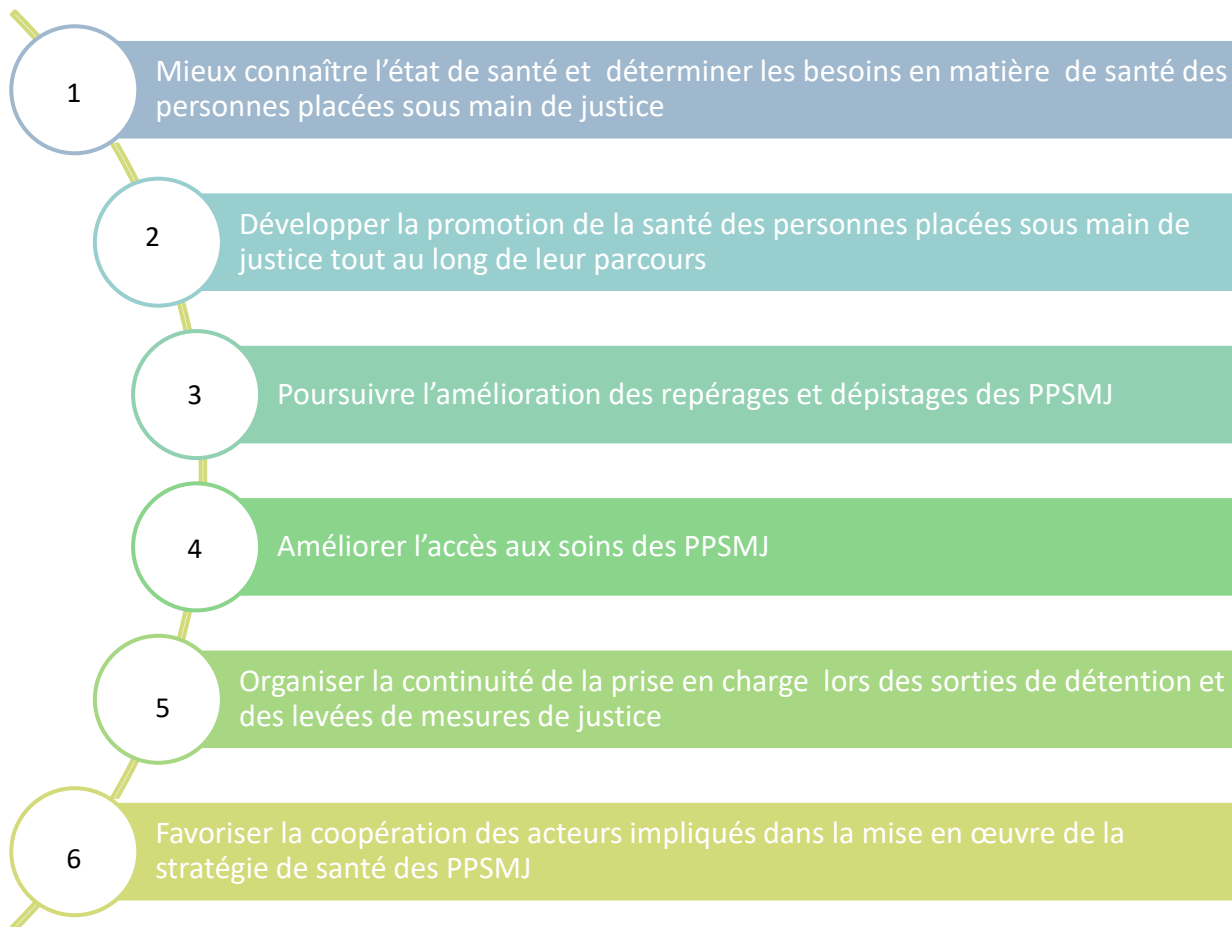 1
Mieux connaître l’état de santé et  déterminer les besoins en matière  de santé des
personnes placées sous main de justice
2
Développer la promotion de la santé des personnes placées sous main de
justice tout au long de leur parcours
3
Poursuivre l’amélioration des repérages et dépistages des PPSMJ
4
Améliorer l’accès aux soins des PPSMJ
5
Organiser la continuité de la prise en charge  lors des sorties de détention et
des levées de mesures de justice
6
Favoriser la coopération des acteurs impliqués dans la mise en œuvre de la
stratégie de santé des PPSMJ